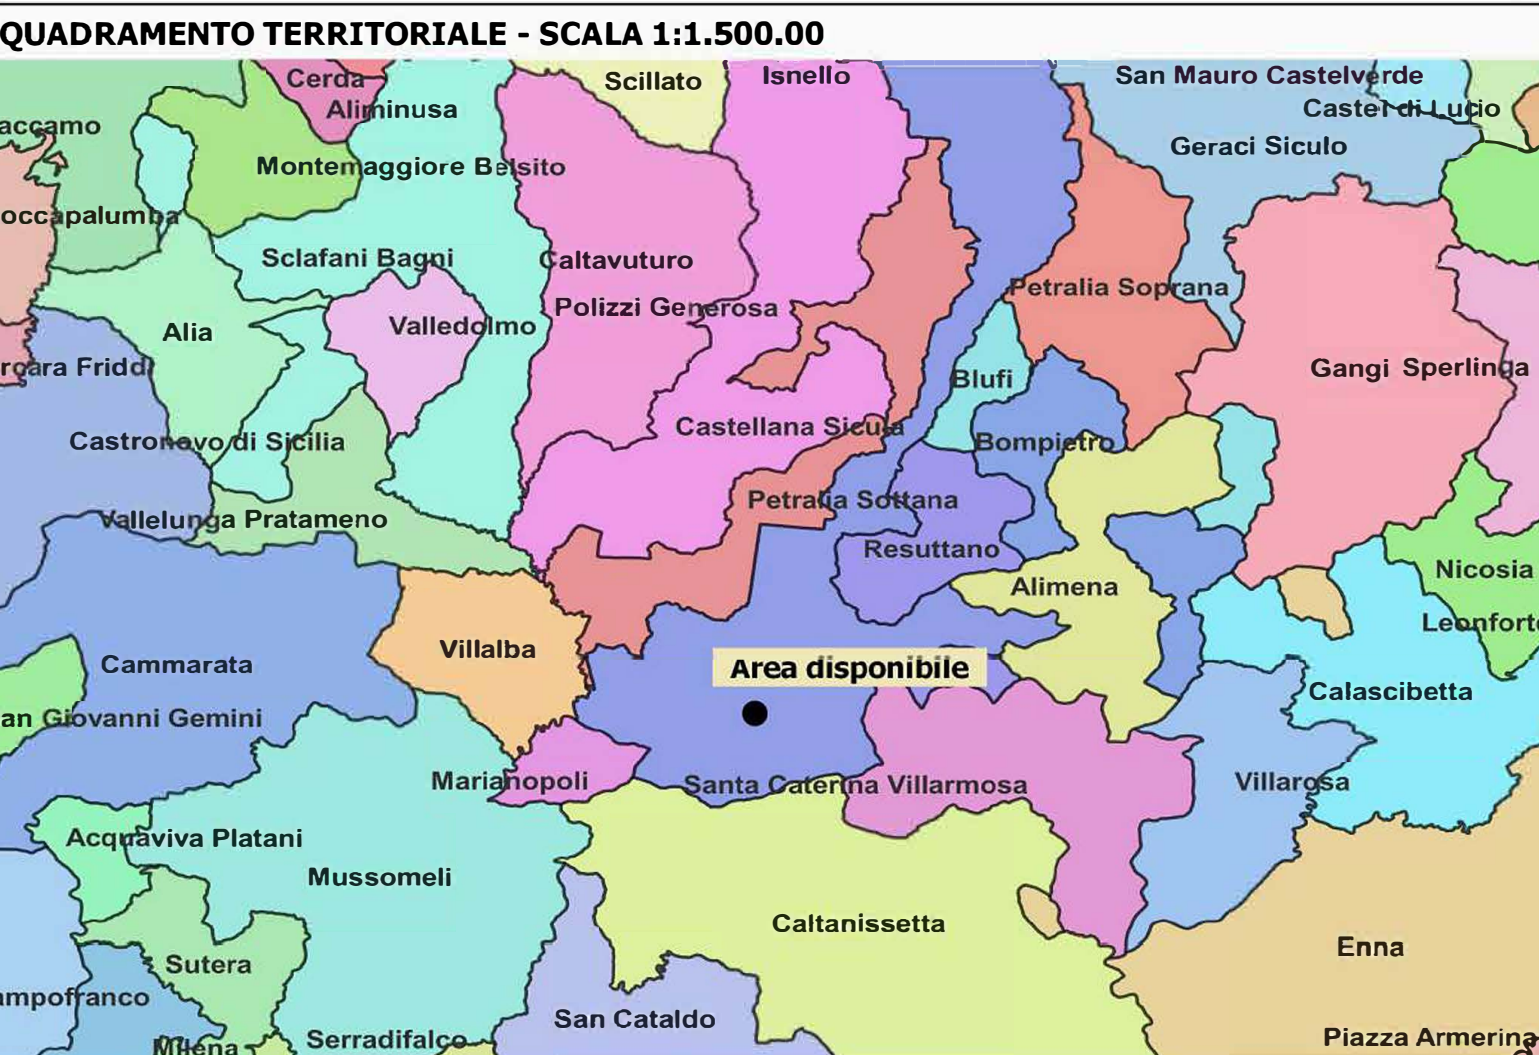 QUADRAMENTO TERRITORIALE - SCALA 1:1.500.00
Cerda
Scillato
Isnello
San Mauro Castelverde
Aliminusa
Castel di Lucio
accamo
Geraci Siculo
Montemaggiore Belsito
occapalumba
Sclafani Bagni
Caltavuturo
Petralia Soprana
Polizzi Generosa
Alia
Valledolmo
rcara Friddi
Gangi
Sperlinga
Blufi
Castellana Sicula
Castronovo di Sicilia
Bompietro
Petralia Sottana
Vallelunga Pratameno
Resuttano
Nicosia
Alimena
Leonforte
Villalba
Cammarata
Area disponibile
Calascibetta
an Giovanni Gemini
Marianopoli
Santa Caterina Villarmosa
Villarosa
Acquaviva Platani
Mussomeli
Caltanissetta
Enna
Sutera
ampofranco
San Cataldo
Serradifalco
Piazza Armerina
Milena